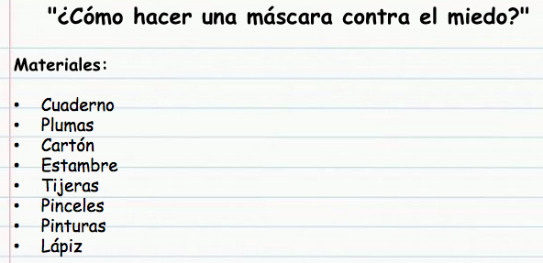 "¿Cómo hacer una máscara contra el miedo?"
Materiales:
• Cuaderno
• Plumas
• Cartón
• Estambre
• Tijeras
• Pinceles
• Pinturas
• Lápiz